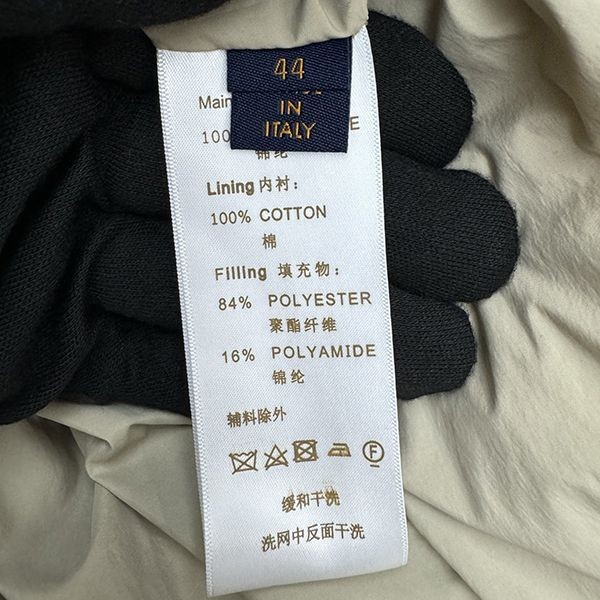 44
IN
ITALY
Main
100
E
锦纶
Lining 内衬:
100% COTTON
棉
Filling 填充物:
84% POLYESTER
聚酯纤维
16% POLYAMIDE
锦纶
辅料除外
F
缓和干洗
洗网中反面干洗